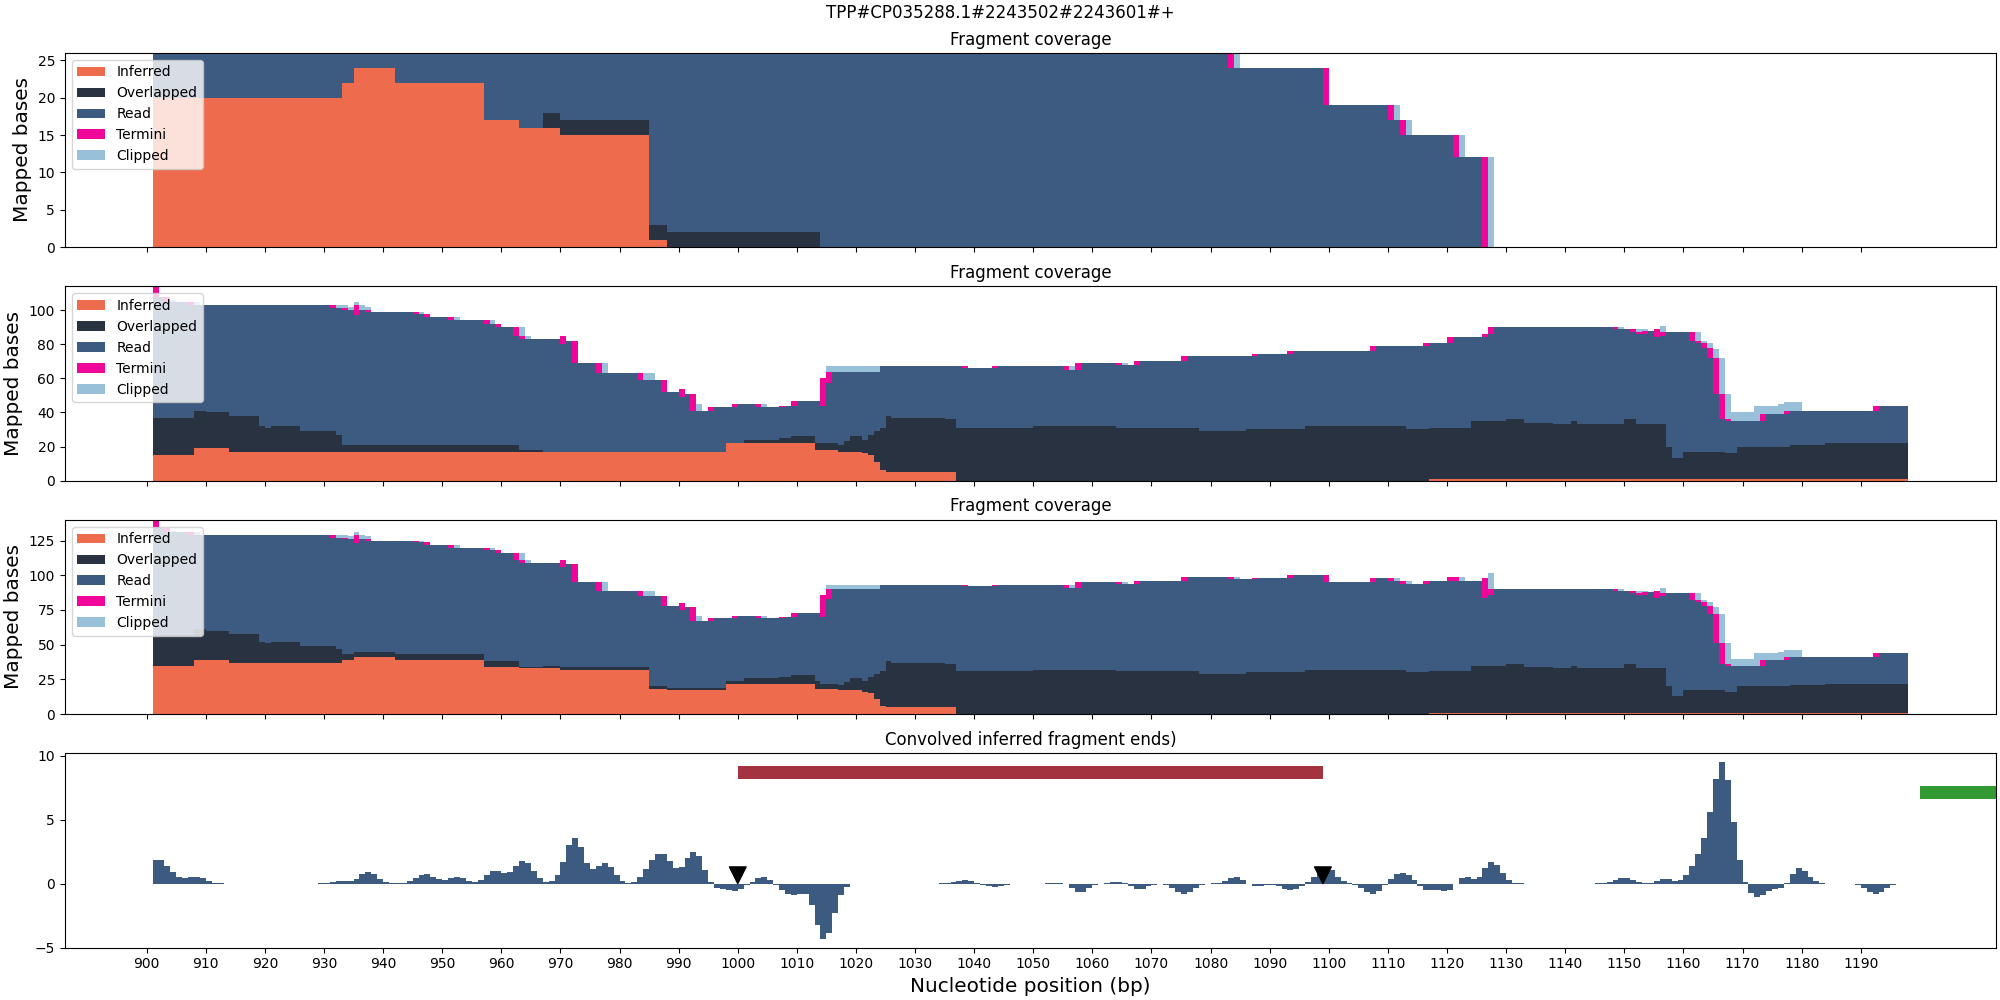 TPP#CP035288.1#2243502#2243601#+
Fragment coverage
Mapped bases
25
20
15
10
5
0
Inferred
Overlapped
Read
Termini
Clipped
Fragment coverage
Mapped bases
100
80
60
40
20
0
Inferred
Overlapped
Read
Termini
Clipped
Fragment coverage
Mapped bases
125
100
75
50
25
0
Inferred
Overlapped
Read
Termini
Clipped
Convolved inferred fragment ends)
10
5
0
−5
900 910 920 930 940 950 960 970 980 990 1000 1010 1020 1030 1040 1050 1060 1070 1080 1090 1100 1110 1120 1130 1140 1150 1160 1170 1180 1190
Nucleotide position (bp)